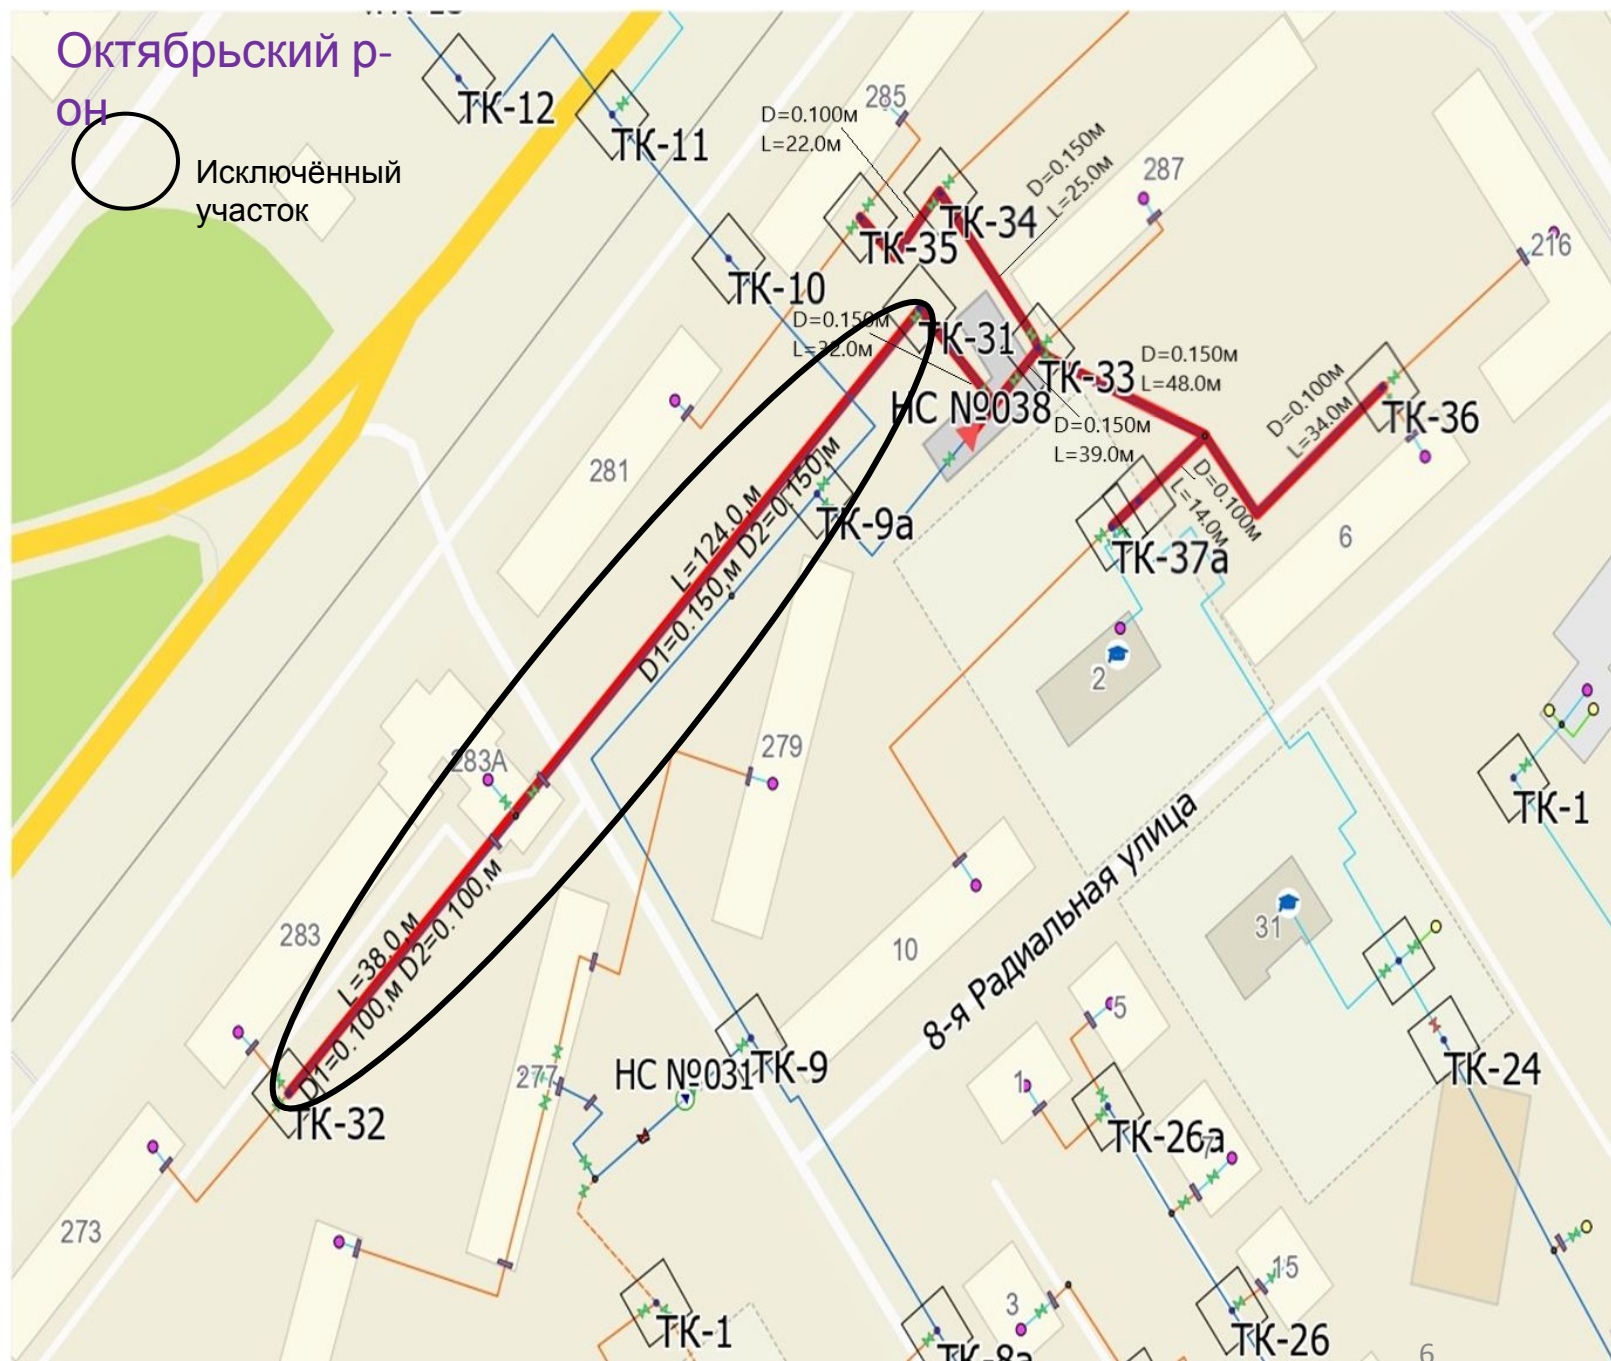 Октябрьский р-
он
Исключённый
участок
ТК-12
ТК-11
ТК-10
285
D=0.100м
L=22.0м
D=0.150м
L=25.0м
287
216
ТК-34
ТК-35
D=0.150м
L=32.0м
ТК-31
ТК-33
D=0.150м
L=48.0м
НС №038
D=0.150м
L=39.0м
D=0.100м
L=34.0м
ТК-36
D=0.100м
L=14.0м
ТК-37а
6
281
ТК-9а
L=124.0,м
D1=0.150,м D2=0.150,м
2
279
283А
ТК-1
8-я Радиальная улица
283
L=38.0,м
D1=0.100,м D2=0.100,м
10
31
5
ТК-32
277
НС №031
ТК-9
1
ТК-24
ТК-26а
7
273
15
3
ТК-1
ТК-26
ТК-8а
6